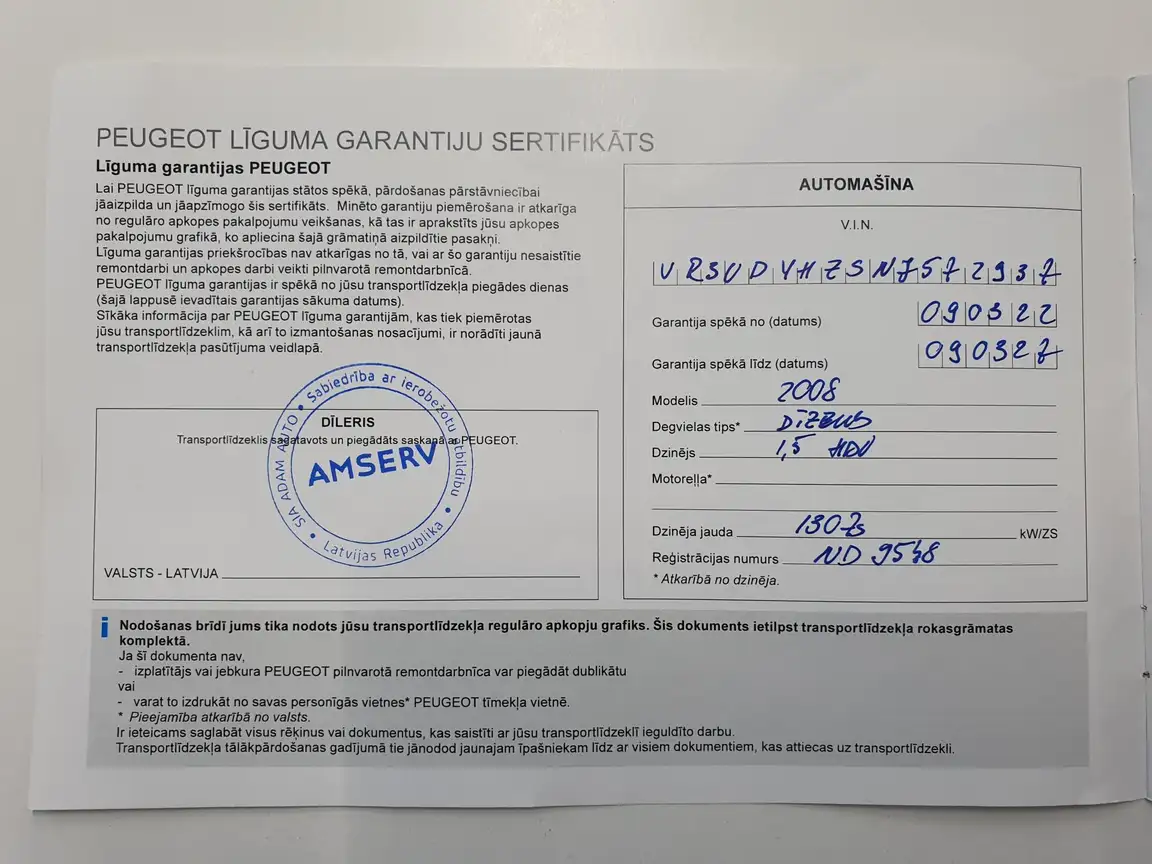 PEUGEOT LĪGUMA GARANTIJU SERTIFIKĀTS
Līguma garantijas PEUGEOT
Lai PEUGEOT līguma garantijas stātos spēkā, pārdošanas pārstāvniecībai
jāaizpilda un jāapzīmogo šis sertifikāts. Minēto garantiju piemērošana ir atkarīga
no regulāro apkopes pakalpojumu veikšanas, kā tas ir aprakstīts jūsu apkopes
pakalpojumu grafikā, ko apliecina šajā grāmatiņā aizpildītie pasakņi.
Līguma garantijas priekšrocības nav atkarīgas no tā, vai ar šo garantiju nesaistītie
remontdarbi un apkopes darbi veikti pilnvarotā remontdarbnīcā.
PEUGEOT līguma garantijas ir spēkā no jūsu transportlīdzekļa piegādes dienas
(šajā lappusē ievadītais garantijas sākuma datums).
Sīkāka informācija par PEUGEOT līguma garantijām, kas tiek piemērotas
jūsu transportlīdzeklim, kā arī to izmantošanas nosacījumi, ir norādīti jaunā
transportlīdzekļa pasūtījuma veidlapā.
DĪLERIS
Transportlīdzeklis sagatavots un piegādāts saskaņā ar PEUGEOT.
SIA ADAM AUTO • Sabiedrība ar ierobežotu atbildību •
AMSERV
Latvijas Republika •
VALSTS - LATVIJA
AUTOMAŠĪNA
V.I.N.
VR3UDYHZSNJ572937
Garantija spēkā no (datums) 090322
Garantija spēkā līdz (datums) 090327
Modelis 2008
Degvielas tips* DĪZELIS
Dzinējs 1,5 HDI
Motoreļļa*
Dzinēja jauda 130 Zs kW/ZS
Reģistrācijas numurs ND 9548
* Atkarībā no dzinēja.
i Nodošanas brīdī jums tika nodots jūsu transportlīdzekļa regulāro apkopju grafiks. Šis dokuments ietilpst transportlīdzekļa rokasgrāmatas
komplektā.
Ja šī dokumenta nav,
- izplatītājs vai jebkura PEUGEOT pilnvarotā remontdarbnīca var piegādāt dublikātu
vai
- varat to izdrukāt no savas personīgās vietnes* PEUGEOT tīmekļa vietnē.
* Pieejamība atkarībā no valsts.
Ir ieteicams saglabāt visus rēķinus vai dokumentus, kas saistīti ar jūsu transportlīdzeklī ieguldīto darbu.
Transportlīdzekļa tālākpārdošanas gadījumā tie jānodod jaunajam īpašniekam līdz ar visiem dokumentiem, kas attiecas uz transportlīdzekli.